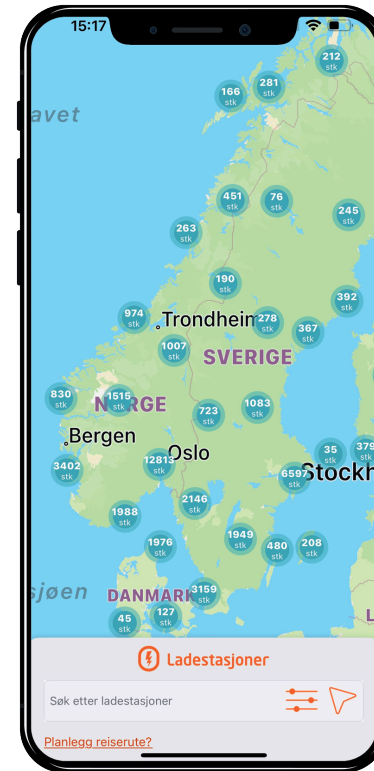 15:17
212
stk
281
stk
166
stk
avet
451
stk
76
stk
245
stk
263
stk
190
stk
392
stk
974
stk
Trondheim
278
stk
367
stk
1007
stk
SVERIGE
830
stk
1515
stk
NORGE
1083
stk
723
stk
Bergen
Oslo
35
stk
379
stk
3402
stk
12813
stk
6597
stk
Stockh
2146
stk
1988
stk
1976
stk
1949
stk
480
stk
208
stk
sjøen
DANMARK
3159
stk
127
stk
45
stk
L
Ladestasjoner
Søk etter ladestasjoner
Planlegg reiserute?